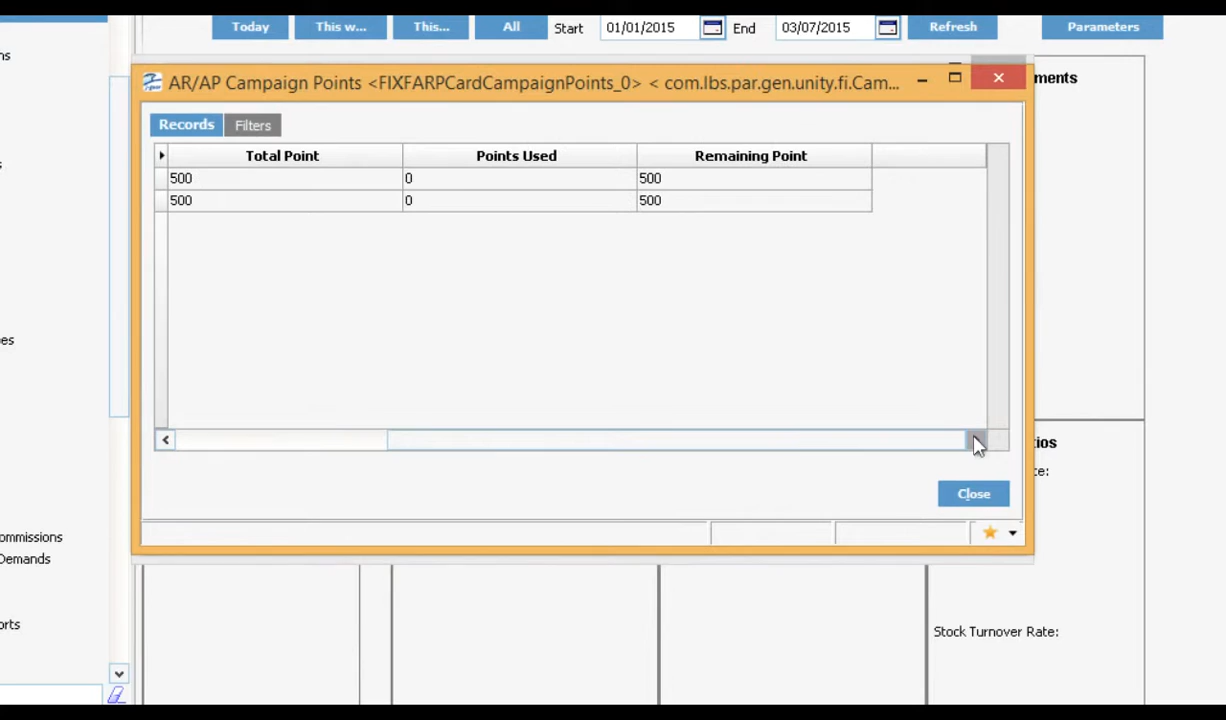 ns
Today This w... This... All Start 01/01/2015 End 03/07/2015 Refresh Parameters
AR/AP Campaign Points <FIXFARPCardCampaignPoints_0> < com.lbs.par.gen.unity.fi.Cam...
ments
Records Filters
Total Point Points Used Remaining Point
500 0 500
500 0 500
es
ios
te:
Close
ommissions
Demands
orts
Stock Turnover Rate: